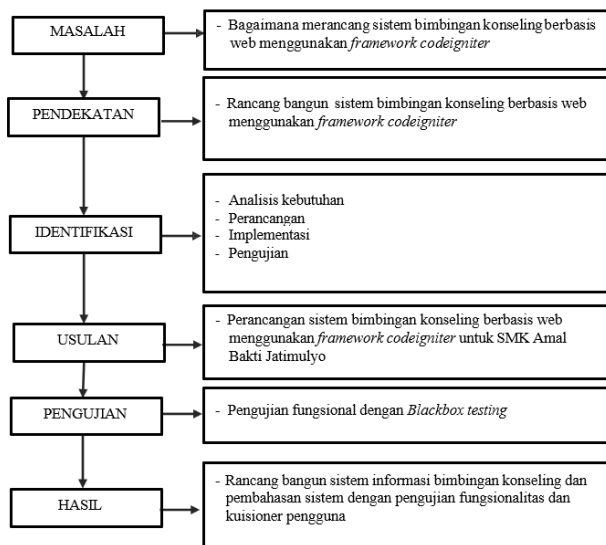 MASALAH
- Bagaimana merancang sistem bimbingan konseling berbasis
web menggunakan framework codeigniter
PENDEKATAN
- Rancang bangun sistem bimbingan konseling berbasis web
menggunakan framework codeigniter
IDENTIFIKASI
- Analisis kebutuhan
- Perancangan
- Implementasi
- Pengujian
USULAN
- Perancangan sistem bimbingan konseling berbasis web
menggunakan framework codeigniter untuk SMK Amal
Bakti Jatimulyo
PENGUJIAN
- Pengujian fungsional dengan Blackbox testing
HASIL
- Rancang bangun sistem informasi bimbingan konseling dan
pembahasan sistem dengan pengujian fungsionalitas dan
kuisioner pengguna